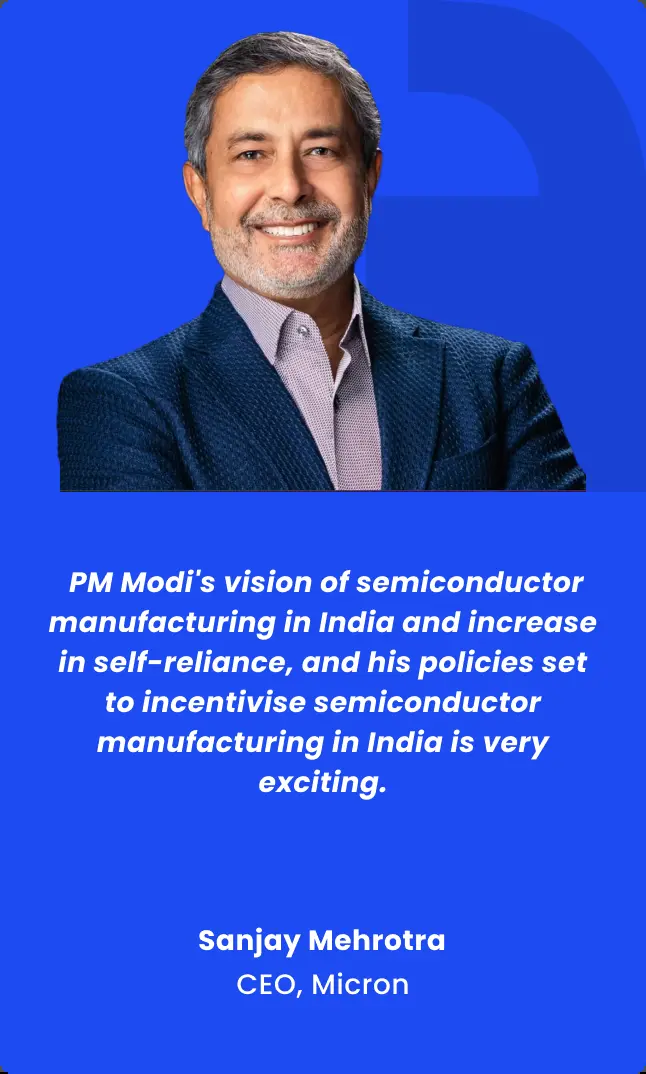 PM Modi's vision of semiconductor
manufacturing in India and increase
in self-reliance, and his policies set
to incentivise semiconductor
manufacturing in India is very
exciting.
Sanjay Mehrotra
CEO, Micron